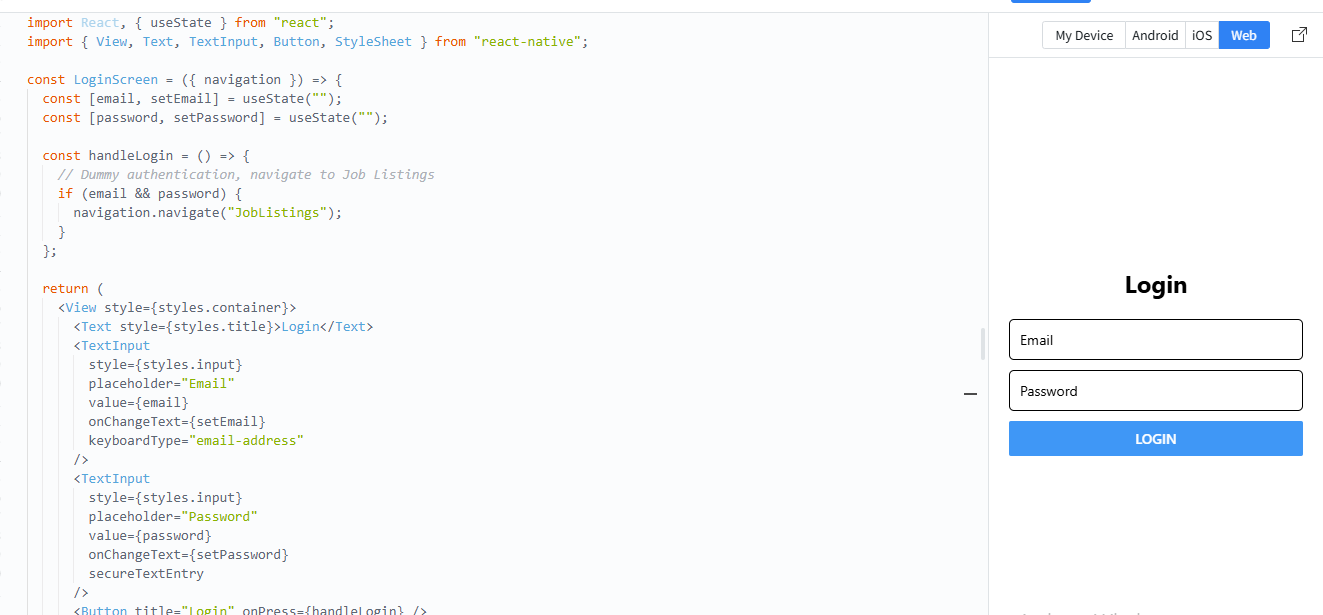 import React, { useState } from "react";
import { View, Text, TextInput, Button, StyleSheet } from "react-native";
const LoginScreen = ({ navigation }) => {
const [email, setEmail] = useState("");
const [password, setPassword] = useState("");
const handleLogin = () => {
// Dummy authentication, navigate to Job Listings
if (email && password) {
navigation.navigate("JobListings");
}
};
return (
<View style={styles.container}>
<Text style={styles.title}>Login</Text>
<TextInput
style={styles.input}
placeholder="Email"
value={email}
onChangeText={setEmail}
keyboardType="email-address"
/>
<TextInput
style={styles.input}
placeholder="Password"
value={password}
onChangeText={setPassword}
secureTextEntry
/>
<Button title="Login" onPress={handleLogin} />
My Device Android iOS Web
Login
Email
Password
LOGIN